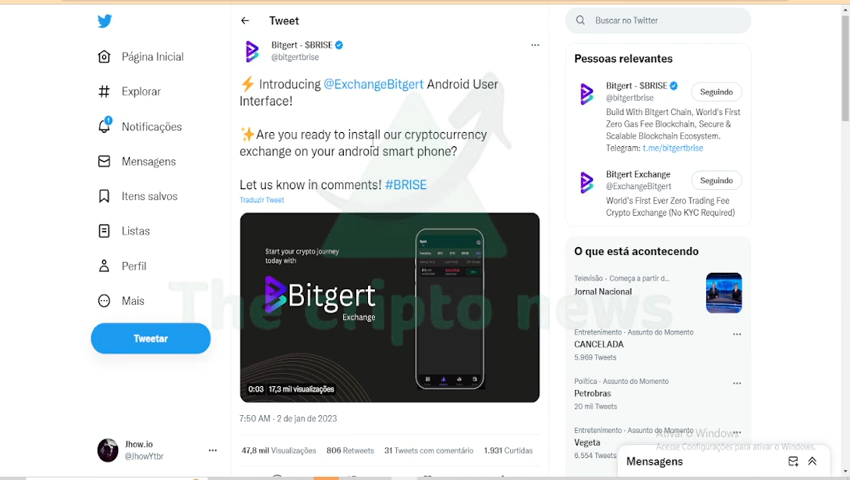 Tweet
Buscar no Twitter
Página Inicial
Explorar
Notificações
1
Mensagens
Itens salvos
Listas
Perfil
Mais
Tweetar
Jhow.io
@JhowYtbr
Bitgert - $BRISE
@bitgertbrise
⚡ Introducing @ExchangeBitgert Android User
Interface!
✨Are you ready to install our cryptocurrency
exchange on your android smart phone?
Let us know in comments! #BRISE
Traduzir Tweet
Start your crypto journey
today with
Bitgert
Exchange
0:03 17,3 mil visualizações
7:50 AM · 2 de jan de 2023
47,8 mil Visualizações 806 Retweets 31 Tweets com comentário 1.931 Curtidas
The cripto news
Pessoas relevantes
Bitgert - $BRISE
@bitgertbrise
Seguindo
Build With Bitgert Chain, World's First
Zero Gas Fee Blockchain, Secure &
Scalable Blockchain Ecosystem.
Telegram: t.me/bitgertbrise
Bitgert Exchange
@ExchangeBitgert
Seguindo
World's First Ever Zero Trading Fee
Crypto Exchange (No KYC Required)
O que está acontecendo
Televisão · Começa a partir d...
Jornal Nacional
Entretenimento · Assunto do Momento
CANCELADA
5.969 Tweets
Política · Assunto do Momento
Petrobras
20 mil Tweets
Entretenimento · Assunto do Momento
Vegeta
6.554 Tweets
Ativar o Windows
Acesse Configurações para ativar o Windows.
Mensagens